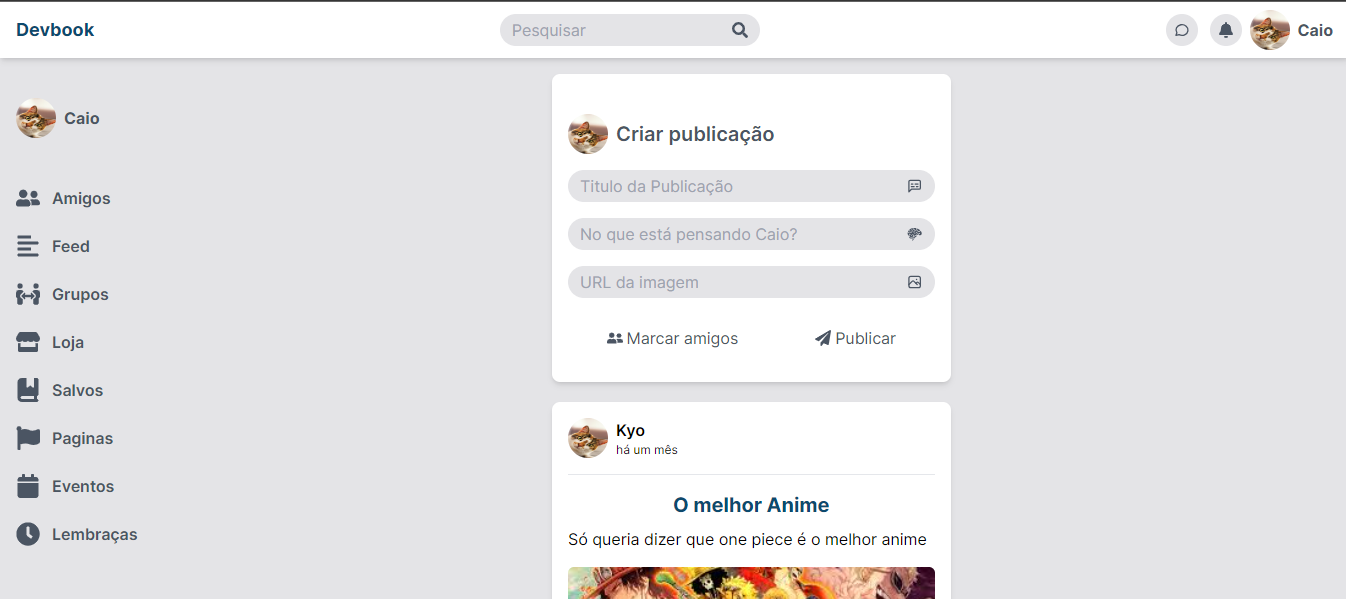 Devbook
Pesquisar
Caio
Caio
Amigos
Feed
Grupos
Loja
Salvos
Paginas
Eventos
Lembraças
Criar publicação
Titulo da Publicação
No que está pensando Caio?
URL da imagem
Marcar amigos
Publicar
Kyo
há um mês
O melhor Anime
Só queria dizer que one piece é o melhor anime